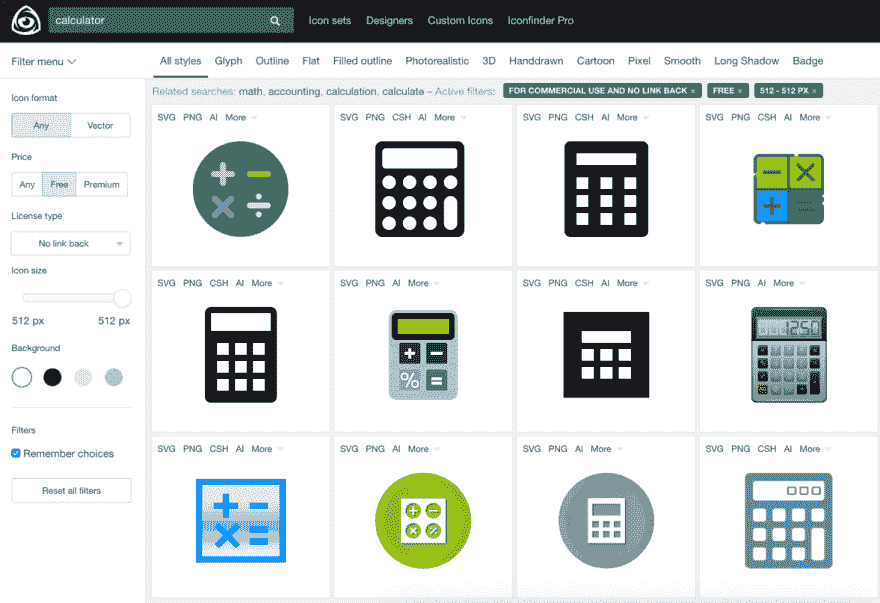 calculator
Icon sets Designers Custom Icons Iconfinder Pro
Filter menu
All styles Glyph Outline Flat Filled outline Photorealistic 3D Handdrawn Cartoon Pixel Smooth Long Shadow Badge
Related searches: math, accounting, calculation, calculate – Active filters: FOR COMMERCIAL USE AND NO LINK BACK × FREE × 512 - 512 PX ×
Icon format
Any Vector
Price
Any Free Premium
License type
No link back
Icon size
512 px 512 px
Background
Filters
Remember choices
Reset all filters
SVG PNG AI More
SVG PNG CSH AI More
SVG PNG CSH AI More
SVG PNG CSH AI More
SVG PNG CSH AI More
SVG PNG AI More
SVG PNG CSH AI More
SVG PNG AI More
1250
SVG PNG CSH AI More
SVG PNG AI More
SVG PNG AI More
SVG PNG CSH AI More